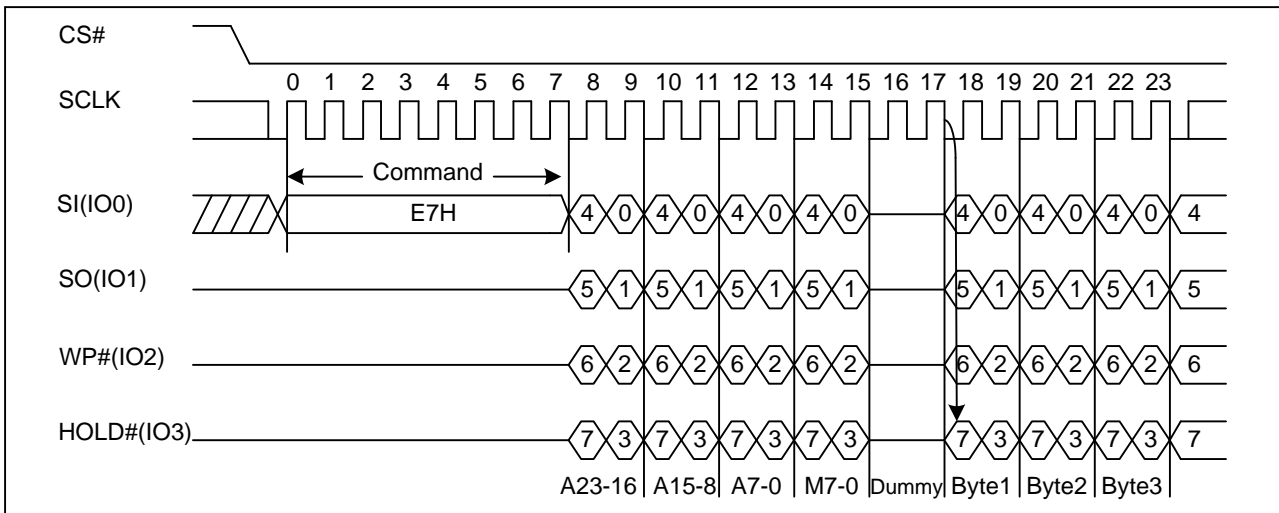 CS#
0 1 2 3 4 5 6 7 8 9 10 11 12 13 14 15 16 17 18 19 20 21 22 23
SCLK
Command
SI(IO0)
E7H 4 0 4 0 4 0 4 0 4 0 4 0 4 0 4
SO(IO1)
5 1 5 1 5 1 5 1 5 1 5 1 5 1 5
WP#(IO2)
6 2 6 2 6 2 6 2 6 2 6 2 6 2 6
HOLD#(IO3)
7 3 7 3 7 3 7 3 7 3 7 3 7 3 7
A23-16 A15-8 A7-0 M7-0 Dummy Byte1 Byte2 Byte3